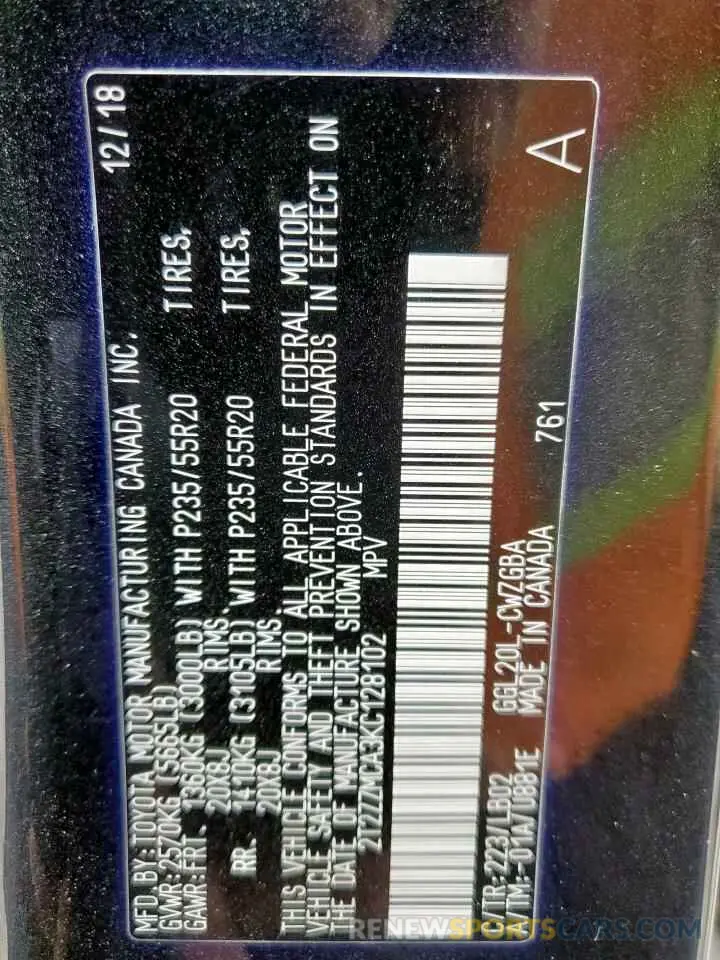 MFD. BY: TOYOTA MOTOR MANUFACTURING CANADA INC. 12/18
GVWR: 2570KG (5665LB)
GAWR: FRT. 1360KG (3000LB) WITH P235/55R20 TIRES,
20X8J RIMS.
RR. 1410KG (3105LB) WITH P235/55R20 TIRES,
20X8J RIMS.
THIS VEHICLE CONFORMS TO ALL APPLICABLE FEDERAL MOTOR
VEHICLE SAFETY AND THEFT PREVENTION STANDARDS IN EFFECT ON
THE DATE OF MANUFACTURE SHOWN ABOVE.
2T2ZZMCA3KC128102 MPV
C/TR: 223/LB02 GGL20L-CWZGBA
A/TM: -01A/U881E MADE IN CANADA 761 A
RENEWSPORTSCARS.COM